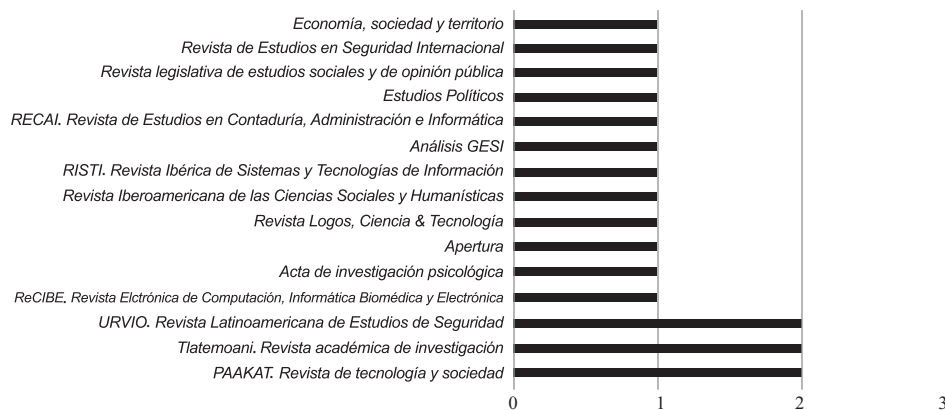 Economía, sociedad y territorio
Revista de Estudios en Seguridad Internacional
Revista legislativa de estudios sociales y de opinión pública
Estudios Políticos
RECAI. Revista de Estudios en Contaduría, Administración e Informática
Análisis GESI
RISTI. Revista Ibérica de Sistemas y Tecnologías de Información
Revista Iberoamericana de las Ciencias Sociales y Humanísticas
Revista Logos, Ciencia & Tecnología
Apertura
Acta de investigación psicológica
ReCIBE. Revista Elctrónica de Computación, Informática Biomédica y Electrónica
URVIO. Revista Latinoamericana de Estudios de Seguridad
Tlatemoani. Revista académica de investigación
PAAKAT. Revista de tecnología y sociedad
0 1 2 3